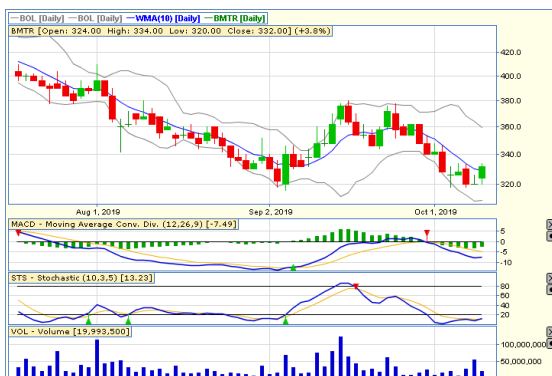 BOL [Daily] BOL [Daily] WMA(10) [Daily] BMTR [Daily]
BMTR [Open: 324.00 High: 334.00 Low: 320.00 Close: 332.00] (+3.8%)
420.0
400.0
380.0
360.0
340.0
320.0
Aug 1, 2019 Sep 2, 2019 Oct 1, 2019
MACD - Moving Average Conv. Div. (12,26,9) [-7.49]
5
0
-5
-10
STS - Stochastic (10,3,5) [13.23]
80
60
40
20
VOL - Volume [19,993,500]
100,000,000
50,000,000